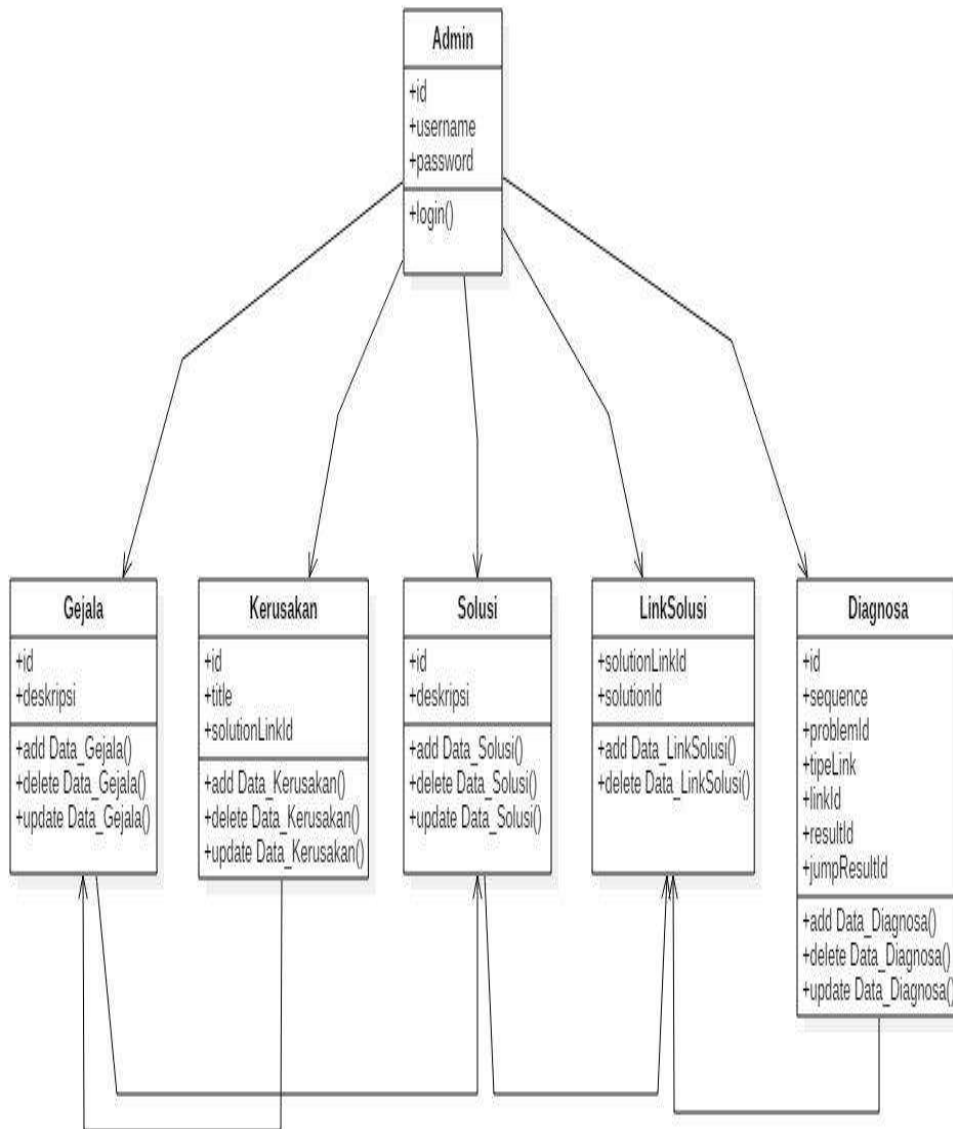 Admin
+id
+username
+password
+login()
Gejala
+id
+deskripsi
+add Data_Gejala()
+delete Data_Gejala()
+update Data_Gejala()
Kerusakan
+id
+title
+solutionLinkId
+add Data_Kerusakan()
+delete Data_Kerusakan()
+update Data_Kerusakan()
Solusi
+id
+deskripsi
+add Data_Solusi()
+delete Data_Solusi()
+update Data_Solusi()
LinkSolusi
+solutionLinkId
+solutionId
+add Data_LinkSolusi()
+delete Data_LinkSolusi()
Diagnosa
+id
+sequence
+problemId
+tipeLink
+linkId
+resultId
+jumpResultId
+add Data_Diagnosa()
+delete Data_Diagnosa()
+update Data_Diagnosa()